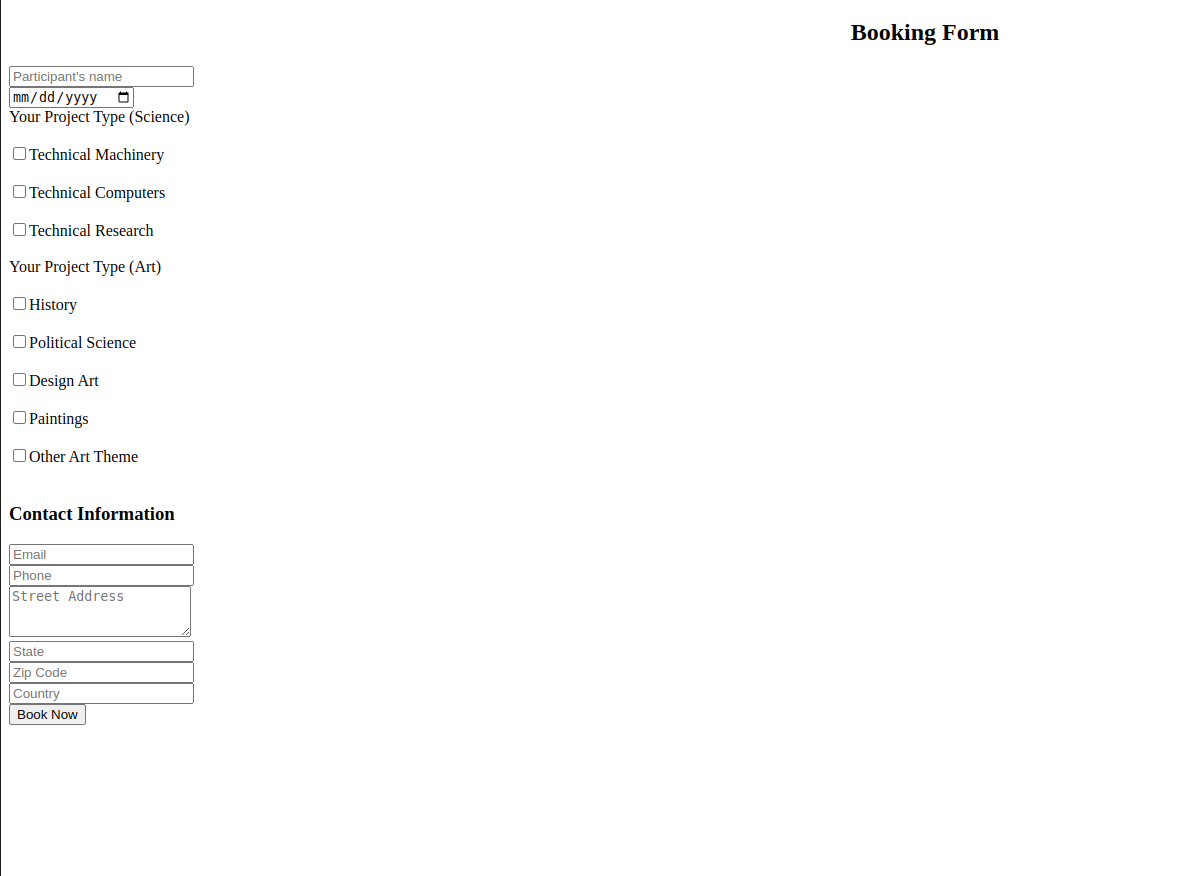 Booking Form
Participant's name
mm/dd/yyyy
Your Project Type (Science)
Technical Machinery
Technical Computers
Technical Research
Your Project Type (Art)
History
Political Science
Design Art
Paintings
Other Art Theme
Contact Information
Email
Phone
Street Address
State
Zip Code
Country
Book Now